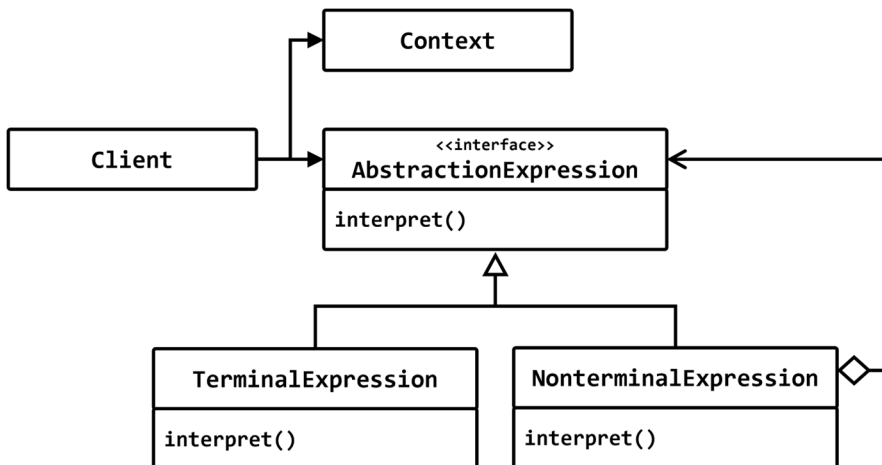 Context
Client
<<interface>>
AbstractionExpression
interpret()
TerminalExpression
interpret()
NonterminalExpression
interpret()